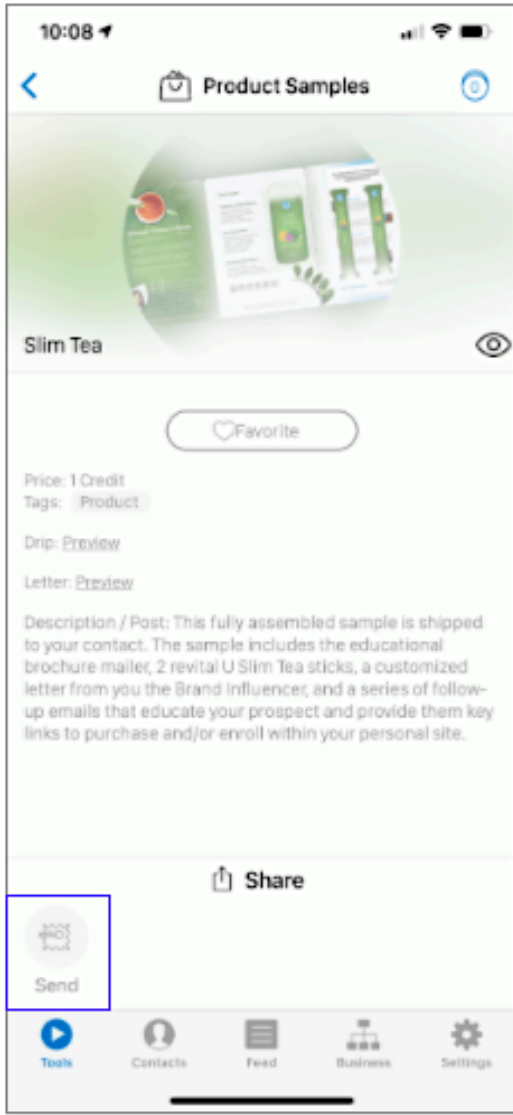 10:08
Product Samples
0
Slim Tea
Favorite
Price: 1 Credit
Tags: Product
Drip: Preview
Letter: Preview
Description / Post: This fully assembled sample is shipped
to your contact. The sample includes the educational
brochure mailer, 2 revital U Slim Tea sticks, a customized
letter from you the Brand Influencer, and a series of follow-
up emails that educate your prospect and provide them key
links to purchase and/or enroll within your personal site.
Share
Send
Tools Contacts Feed Business Settings